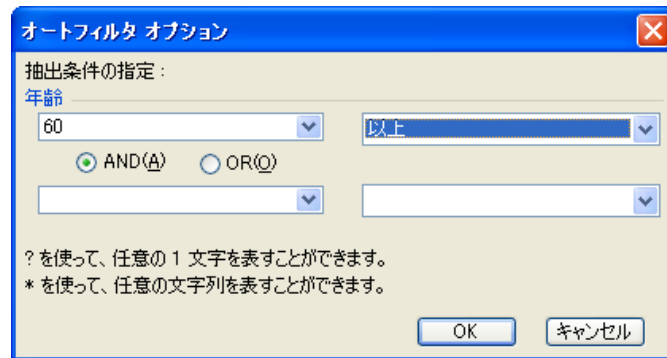 オートフィルタ オプション
抽出条件の指定:
年齢
60 以上
AND(A) OR(O)
? を使って、任意の 1 文字を表すことができます。
* を使って、任意の文字列を表すことができます。
OK キャンセル